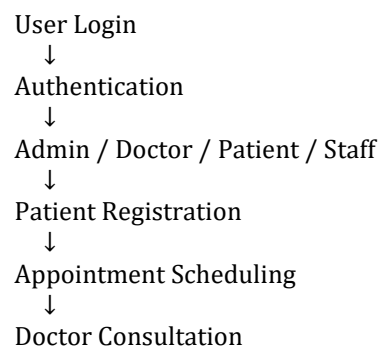 User Login
↓
Authentication
↓
Admin / Doctor / Patient / Staff
↓
Patient Registration
↓
Appointment Scheduling
↓
Doctor Consultation